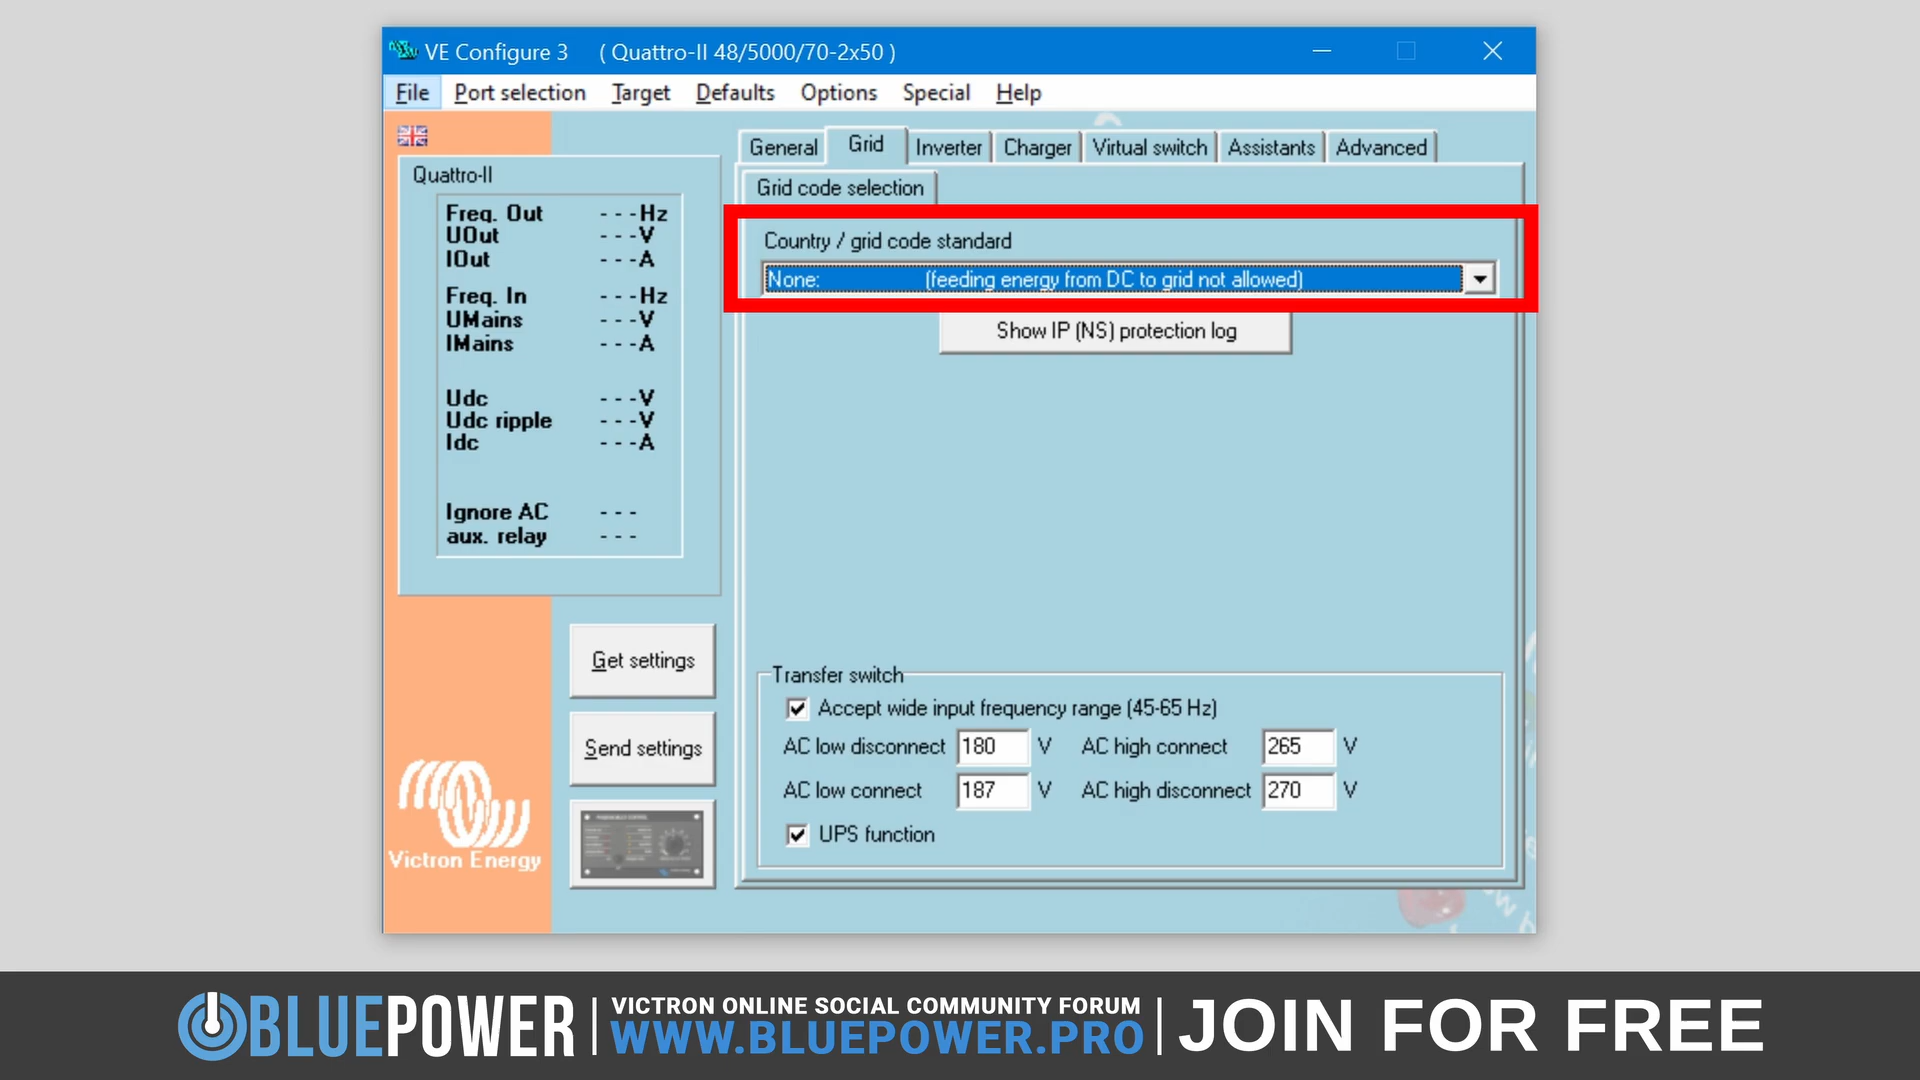 VE Configure 3 ( Quattro-II 48/5000/70-2x50 )
File Port selection Target Defaults Options Special Help
General Grid Inverter Charger Virtual switch Assistants Advanced
Quattro-II
Freq. Out ---Hz
UOut ---V
IOut ---A
Freq. In ---Hz
UMains ---V
IMains ---A
Udc ---V
Udc ripple ---V
Idc ---A
Ignore AC ---
aux. relay ---
Grid code selection
Country / grid code standard
None: (feeding energy from DC to grid not allowed)
Show IP (NS) protection log
Get settings
Send settings
Transfer switch
Accept wide input frequency range (45-65 Hz)
AC low disconnect 180 V AC high connect 265 V
AC low connect 187 V AC high disconnect 270 V
UPS function
Victron Energy
BLUEPOWER
VICTRON ONLINE SOCIAL COMMUNITY FORUM
WWW.BLUEPOWER.PRO
JOIN FOR FREE